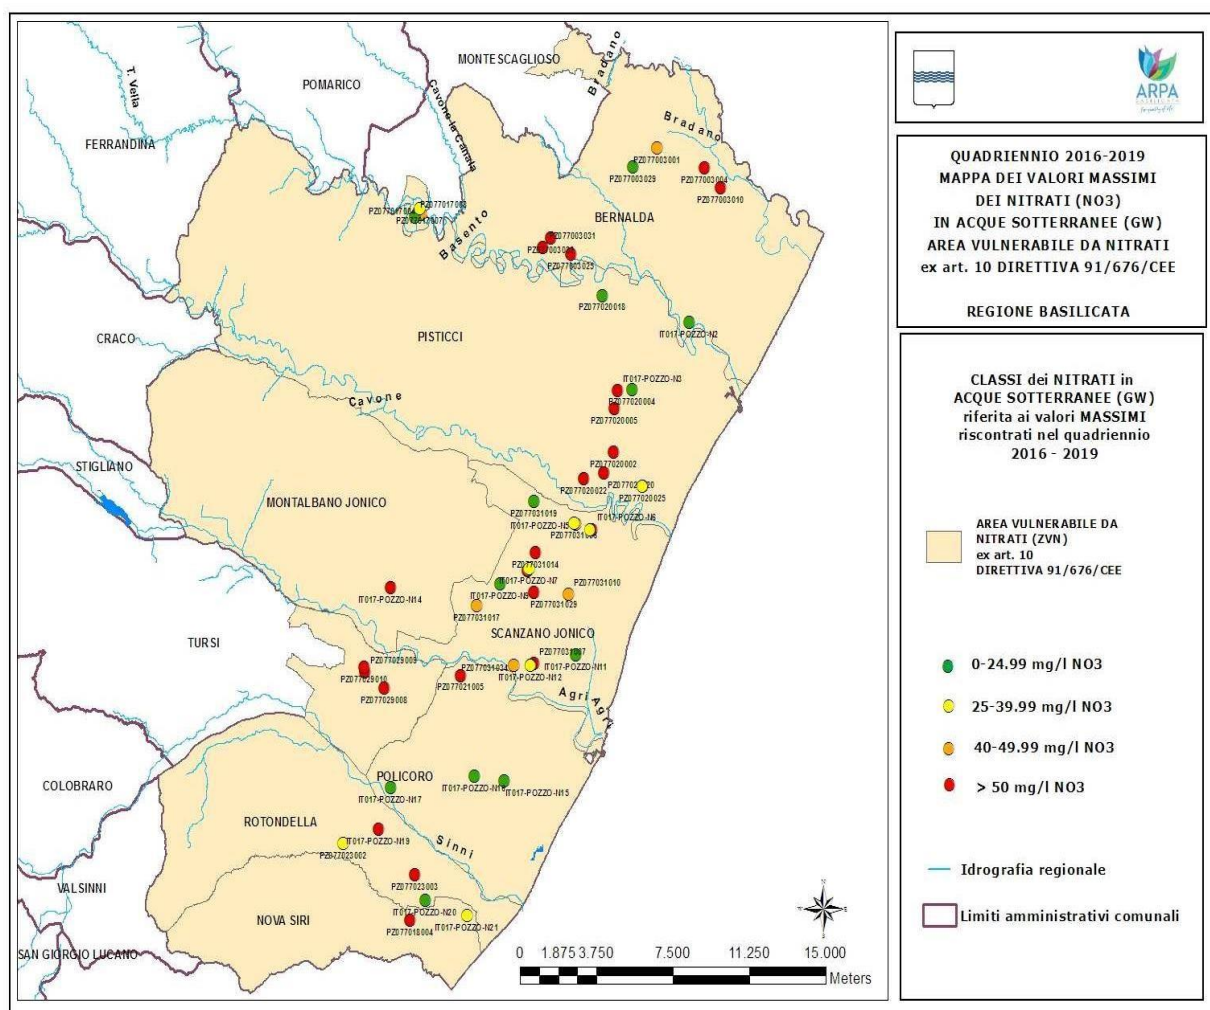 MONTESCAGLIOSO
Bradano
POMARICO
T. Vella
Cavone la Canala
Bradano
FERRANDINA
PZ077003001
PZ077003029
PZ077003004
PZ077003010
PZ077017003
BERNALDA
Basento
PZ077003031
PZ077003025
PZ077020018
IT017-POZZO-N2
PISTICCI
CRACO
IT017-POZZO-N3
PZ077020004
Cavone
PZ077020005
PZ077020002
STIGLIANO
PZ077020022
PZ077020025
MONTALBANO JONICO
PZ077031019
IT017-POZZO-N6
IT017-POZZO-N5
PZ077031014
IT017-POZZO-N7
PZ077031010
IT017-POZZO-N14
PZ077031029
PZ077031017
SCANZANO JONICO
TURSI
PZ077029009
PZ077029010
IT017-POZZO-N11
IT017-POZZO-N12
PZ077021005
PZ077029008
Agri
Agri
POLICORO
COLOBRARO
IT017-POZZO-N17
IT017-POZZO-N15
ROTONDELLA
IT017-POZZO-N19
Sinni
PZ077023002
PZ077023003
VALSINNI
IT017-POZZO-N20
NOVA SIRI
PZ077018004
IT017-POZZO-N21
SAN GIORGIO LUCANO
0 1.875 3.750 7.500 11.250 15.000
Meters
ARPA
QUADRIENNIO 2016-2019
MAPPA DEI VALORI MASSIMI
DEI NITRATI (NO3)
IN ACQUE SOTTERRANEE (GW)
AREA VULNERABILE DA NITRATI
ex art. 10 DIRETTIVA 91/676/CEE
REGIONE BASILICATA
CLASSI dei NITRATI in
ACQUE SOTTERRANEE (GW)
riferita ai valori MASSIMI
riscontrati nel quadriennio
2016 - 2019
AREA VULNERABILE DA
NITRATI (ZVN)
ex art. 10
DIRETTIVA 91/676/CEE
0-24.99 mg/l NO3
25-39.99 mg/l NO3
40-49.99 mg/l NO3
> 50 mg/l NO3
Idrografia regionale
Limiti amministrativi comunali